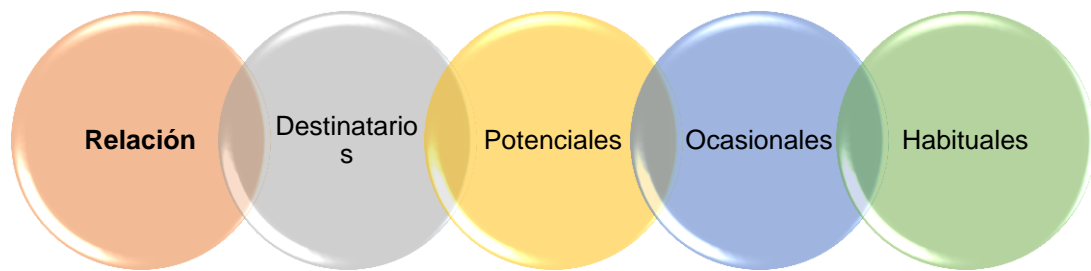 Relación
Destinatario
s
Potenciales
Ocasionales
Habituales